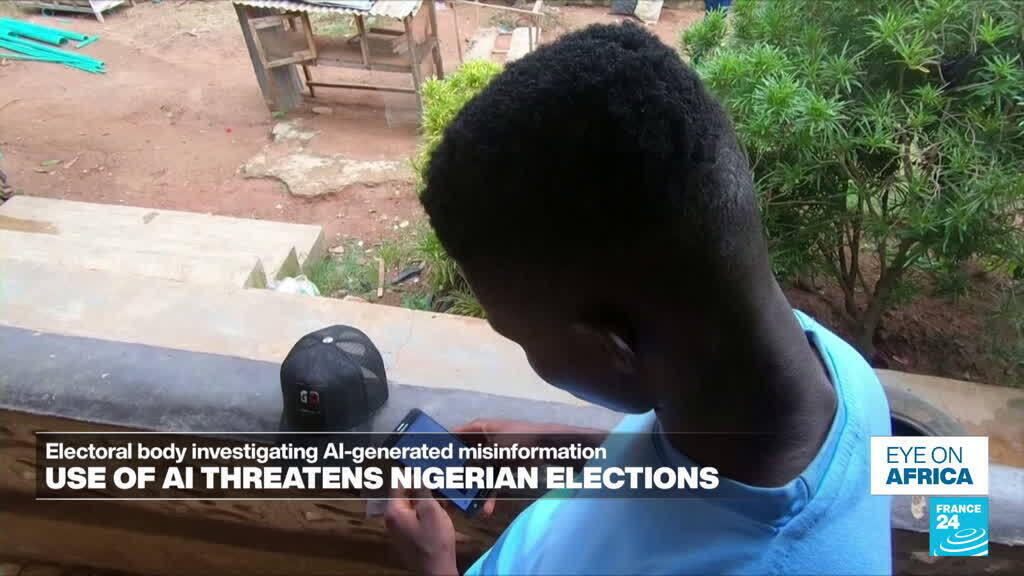 Electoral body investigating AI-generated misinformation
USE OF AI THREATENS NIGERIAN ELECTIONS
EYE ON
AFRICA
FRANCE
24